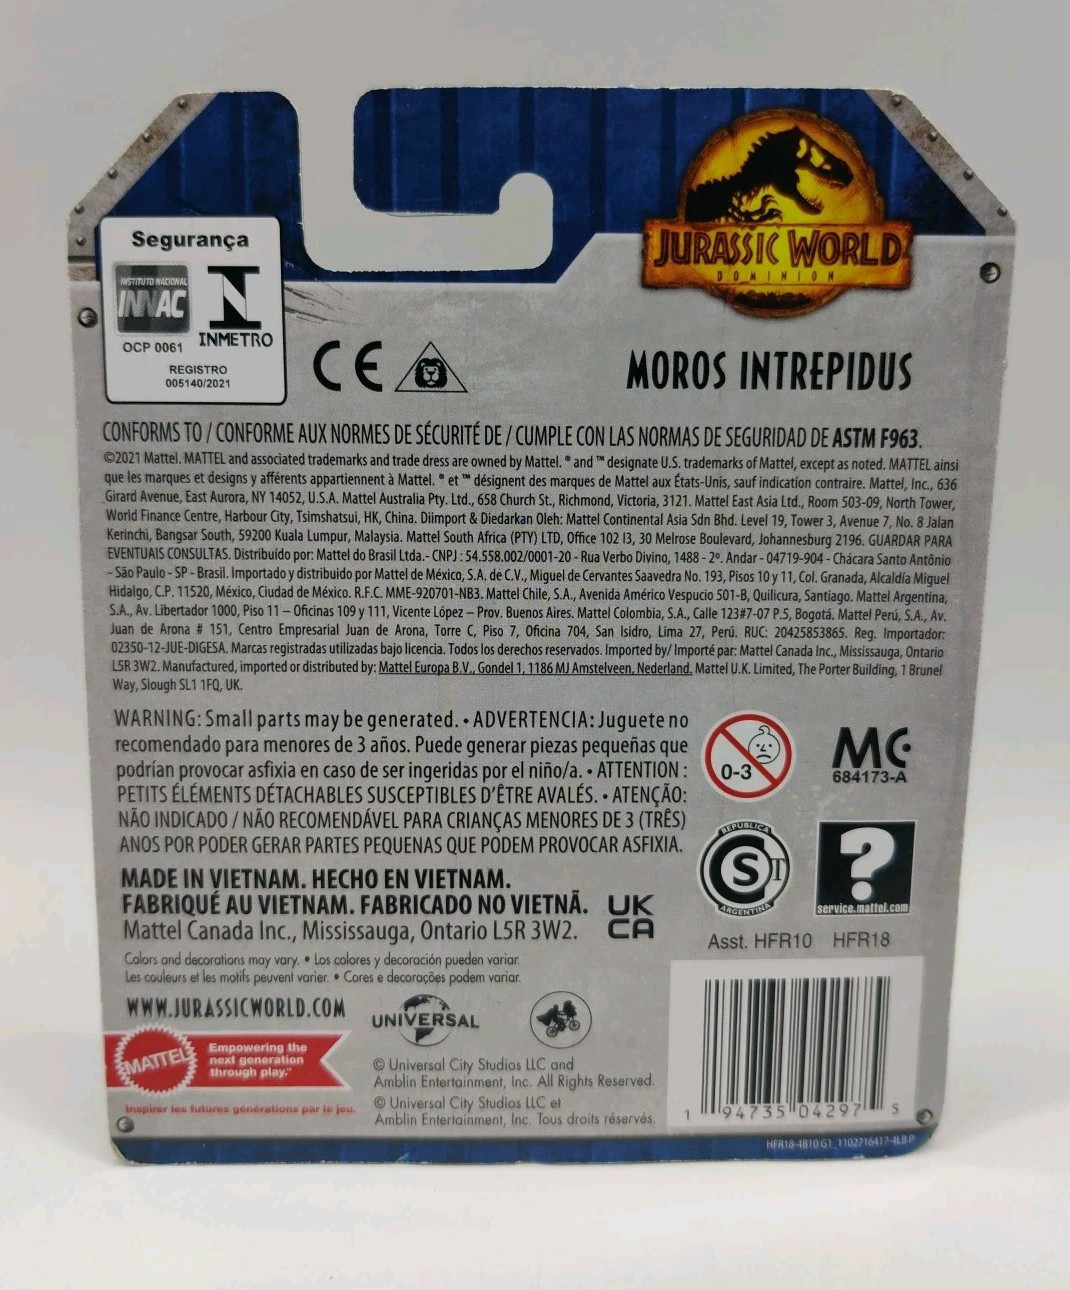 JURASSIC WORLD
DOMINION
Segurança
INSTITUTO NACIONAL
INNAC
OCP 0061
INMETRO
REGISTRO
005140/2021
CE
MOROS INTREPIDUS
CONFORMS TO / CONFORME AUX NORMES DE SÉCURITÉ DE / CUMPLE CON LAS NORMAS DE SEGURIDAD DE ASTM F963.
©2021 Mattel. MATTEL and associated trademarks and trade dress are owned by Mattel. ® and ™ designate U.S. trademarks of Mattel, except as noted. MATTEL ainsi
que les marques et designs y afférents appartiennent à Mattel. ® et ™ désignent des marques de Mattel aux États-Unis, sauf indication contraire. Mattel, Inc., 636
Girard Avenue, East Aurora, NY 14052, U.S.A. Mattel Australia Pty. Ltd., 658 Church St., Richmond, Victoria, 3121. Mattel East Asia Ltd., Room 503-09, North Tower,
World Finance Centre, Harbour City, Tsimshatsui, HK, China. Diimport & Diedarkan Oleh: Mattel Continental Asia Sdn Bhd. Level 19, Tower 3, Avenue 7, No. 8 Jalan
Kerinchi, Bangsar South, 59200 Kuala Lumpur, Malaysia. Mattel South Africa (PTY) LTD, Office 102 I3, 30 Melrose Boulevard, Johannesburg 2196. GUARDAR PARA
EVENTUAIS CONSULTAS. Distribuído por: Mattel do Brasil Ltda.- CNPJ : 54.558.002/0001-20 - Rua Verbo Divino, 1488 - 2º. Andar - 04719-904 - Chácara Santo Antônio
- São Paulo - SP - Brasil. Importado y distribuido por Mattel de México, S.A. de C.V., Miguel de Cervantes Saavedra No. 193, Pisos 10 y 11, Col. Granada, Alcaldía Miguel
Hidalgo, C.P. 11520, México, Ciudad de México. R.F.C. MME-920701-NB3. Mattel Chile, S.A., Avenida Américo Vespucio 501-B, Quilicura, Santiago. Mattel Argentina,
S.A., Av. Libertador 1000, Piso 11 – Oficinas 109 y 111, Vicente López – Prov. Buenos Aires. Mattel Colombia, S.A., Calle 123#7-07 P.5, Bogotá. Mattel Perú, S.A., Av.
Juan de Arona # 151, Centro Empresarial Juan de Arona, Torre C, Piso 7, Oficina 704, San Isidro, Lima 27, Perú. RUC: 20425853865. Reg. Importador:
02350-12-JUE-DIGESA. Marcas registradas utilizadas bajo licencia. Todos los derechos reservados. Imported by/ Importé par: Mattel Canada Inc., Mississauga, Ontario
L5R 3W2. Manufactured, imported or distributed by: Mattel Europa B.V., Gondel 1, 1186 MJ Amstelveen, Nederland. Mattel U.K. Limited, The Porter Building, 1 Brunel
Way, Slough SL1 1FQ, UK.
WARNING: Small parts may be generated. • ADVERTENCIA: Juguete no
recomendado para menores de 3 años. Puede generar piezas pequeñas que
podrían provocar asfixia en caso de ser ingeridas por el niño/a. • ATTENTION :
PETITS ÉLÉMENTS DÉTACHABLES SUSCEPTIBLES D'ÊTRE AVALÉS. • ATENÇÃO:
NÃO INDICADO / NÃO RECOMENDÁVEL PARA CRIANÇAS MENORES DE 3 (TRÊS)
ANOS POR PODER GERAR PARTES PEQUENAS QUE PODEM PROVOCAR ASFIXIA.
0-3
MC
684173-A
REPUBLICA
S T
ARGENTINA
?
service.mattel.com
MADE IN VIETNAM. HECHO EN VIETNAM.
FABRIQUÉ AU VIETNAM. FABRICADO NO VIETNÃ.
Mattel Canada Inc., Mississauga, Ontario L5R 3W2.
UK
CA
Asst. HFR10 HFR18
Colors and decorations may vary. • Los colores y decoración pueden variar.
Les couleurs et les motifs peuvent varier. • Cores e decorações podem variar.
WWW.JURASSICWORLD.COM
UNIVERSAL
MATTEL
Empowering the
next generation
through play.™
Inspirer les futures générations par le jeu.
© Universal City Studios LLC and
Amblin Entertainment, Inc. All Rights Reserved.
© Universal City Studios LLC et
Amblin Entertainment, Inc. Tous droits réservés.
1 94735 04297 5
HFR18-4B10 G1_1102716417-4LB P